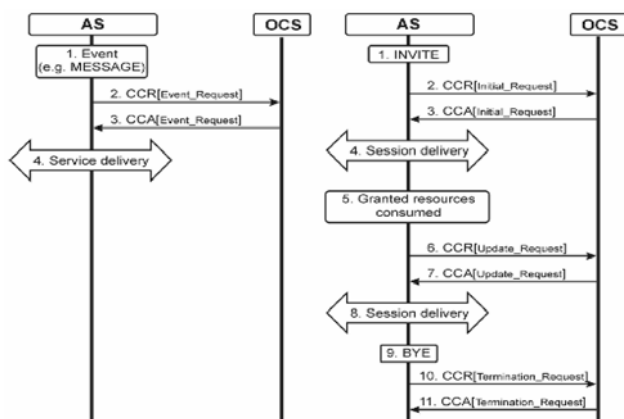 AS
OCS
1. Event
(e.g. MESSAGE)
2. CCR[Event_Request]
3. CCA[Event_Request]
4. Service delivery
AS
OCS
1. INVITE
2. CCR[Initial_Request]
3. CCA[Initial_Request]
4. Session delivery
5. Granted resources
consumed
6. CCR[Update_Request]
7. CCA[Update_Request]
8. Session delivery
9. BYE
10. CCR[Termination_Request]
11. CCA[Termination_Request]